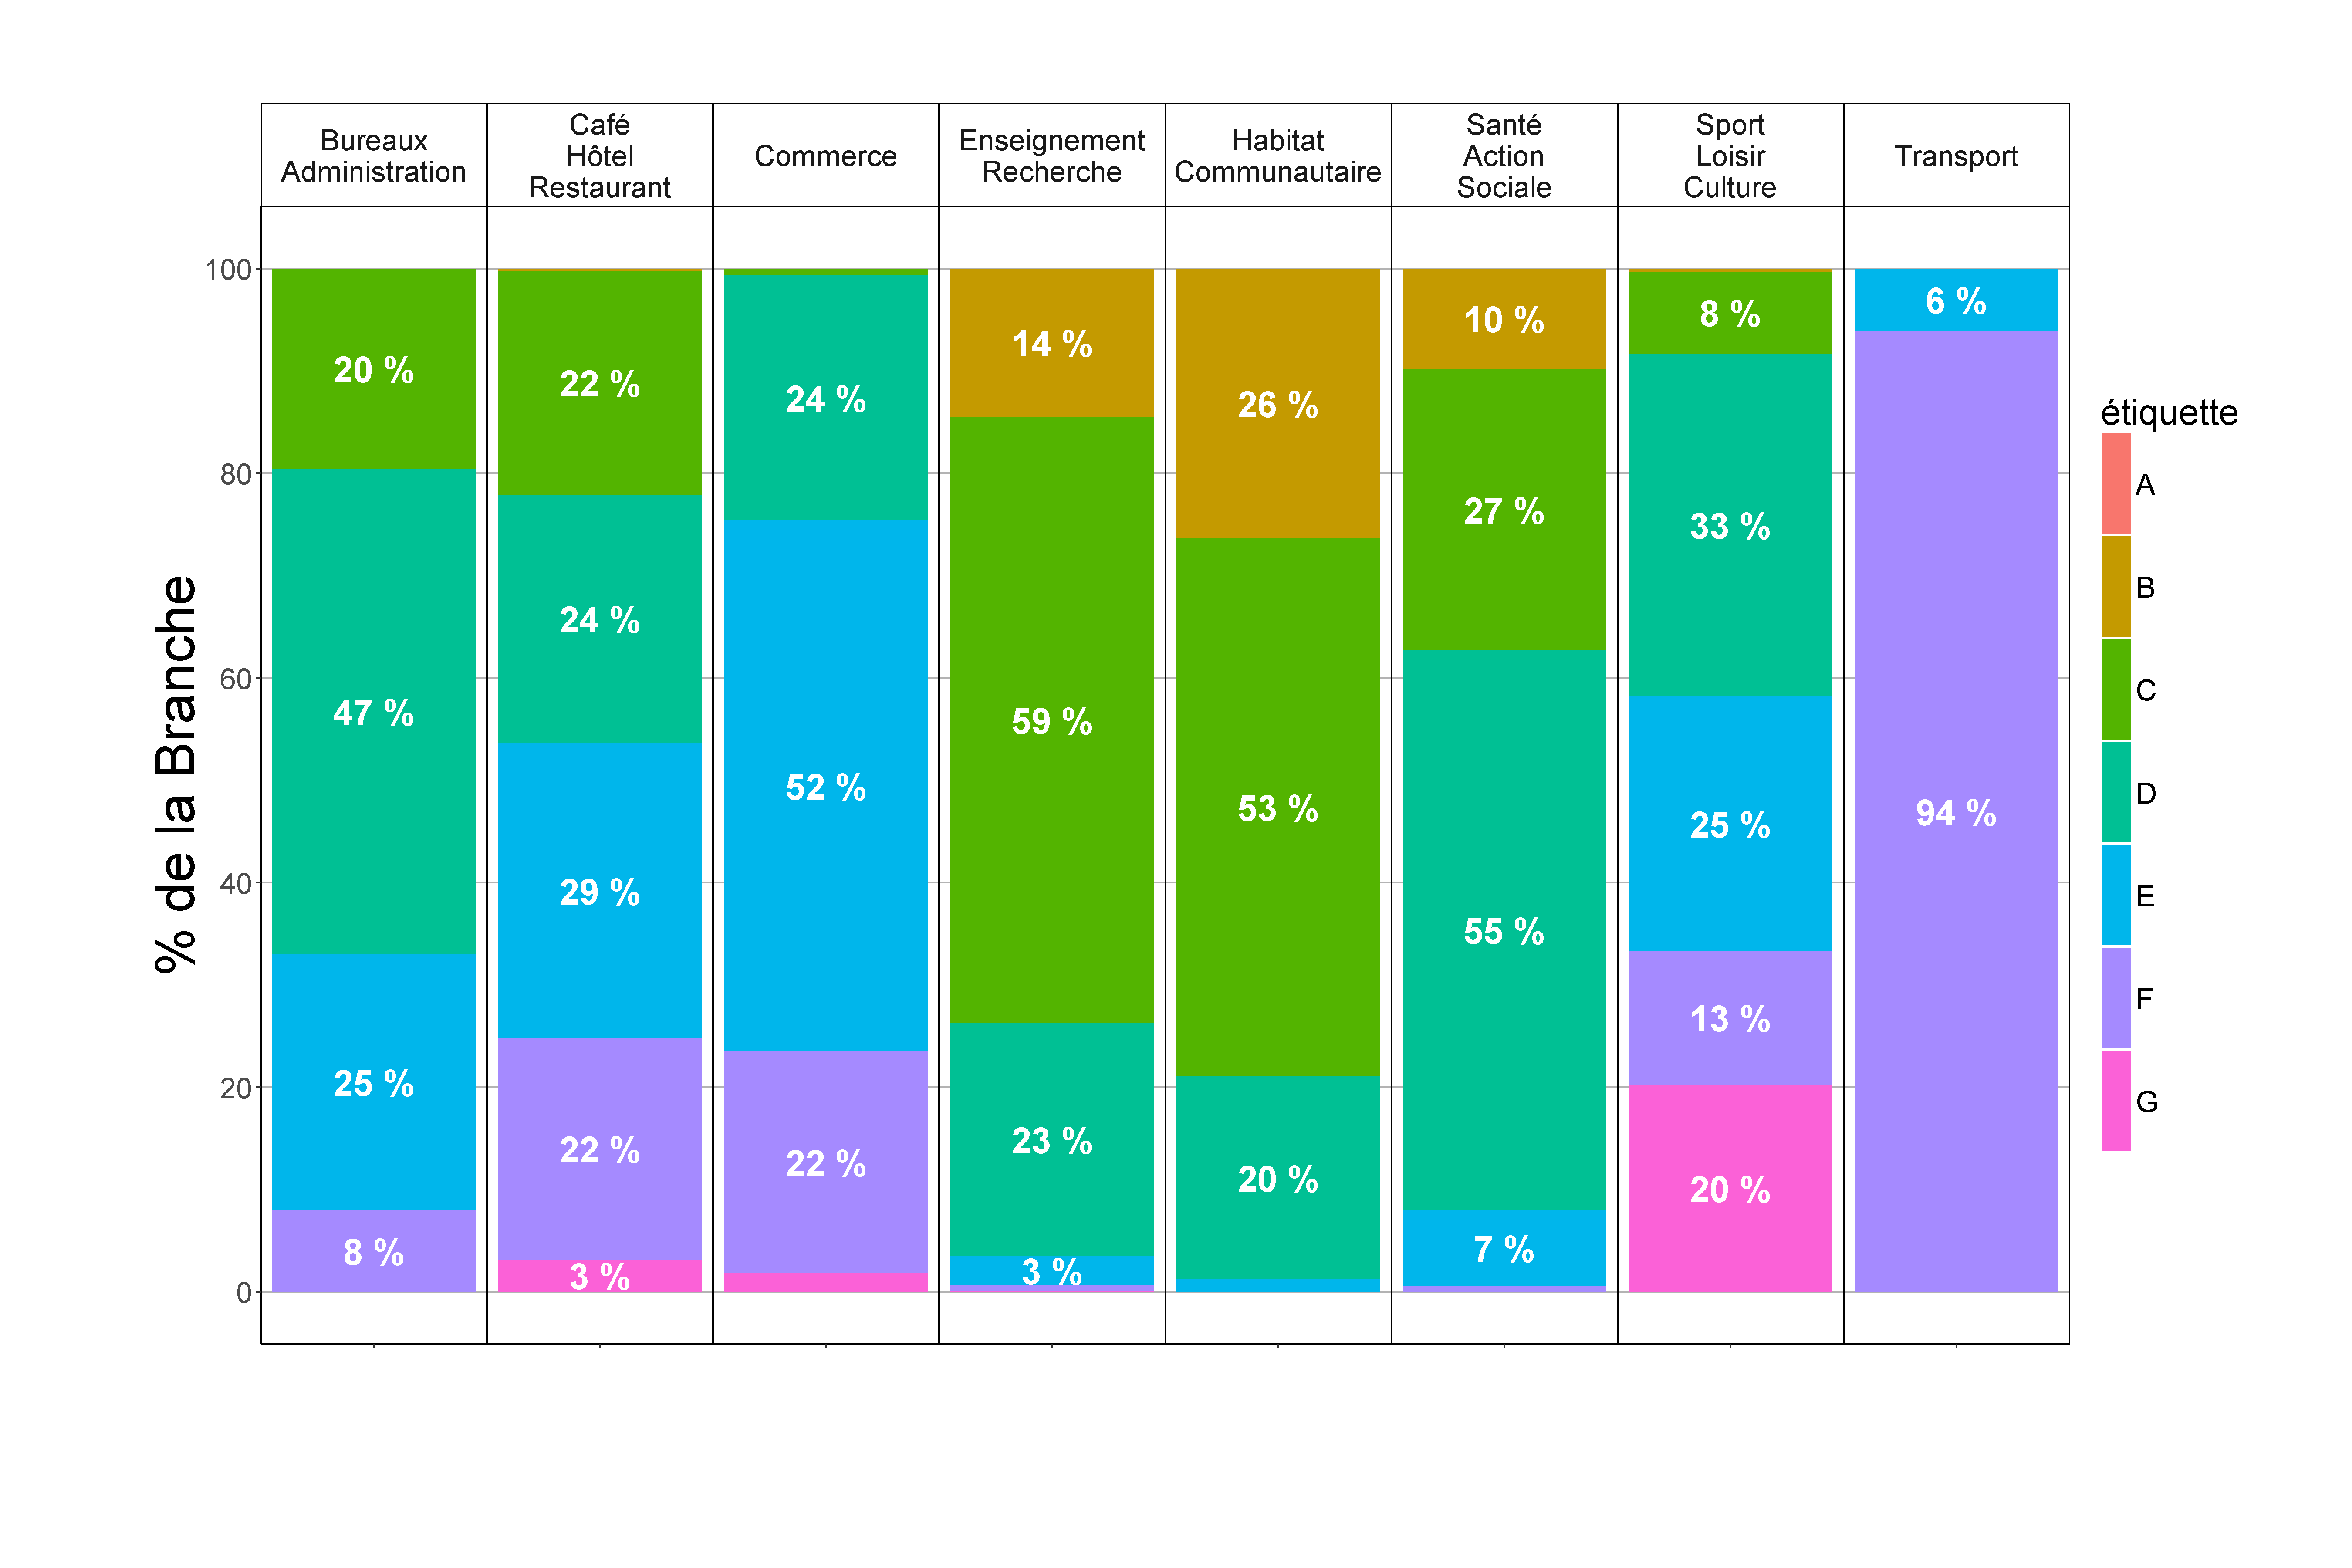 Bureaux
Administration
Café
Hôtel
Restaurant
Commerce
Enseignement
Recherche
Habitat
Communautaire
Santé
Action
Sociale
Sport
Loisir
Culture
Transport
% de la Branche
100
80
60
40
20
0
20 %
47 %
25 %
8 %
22 %
24 %
29 %
22 %
3 %
24 %
52 %
22 %
14 %
59 %
23 %
3 %
26 %
53 %
20 %
10 %
27 %
55 %
7 %
8 %
33 %
25 %
13 %
20 %
6 %
94 %
étiquette
A
B
C
D
E
F
G